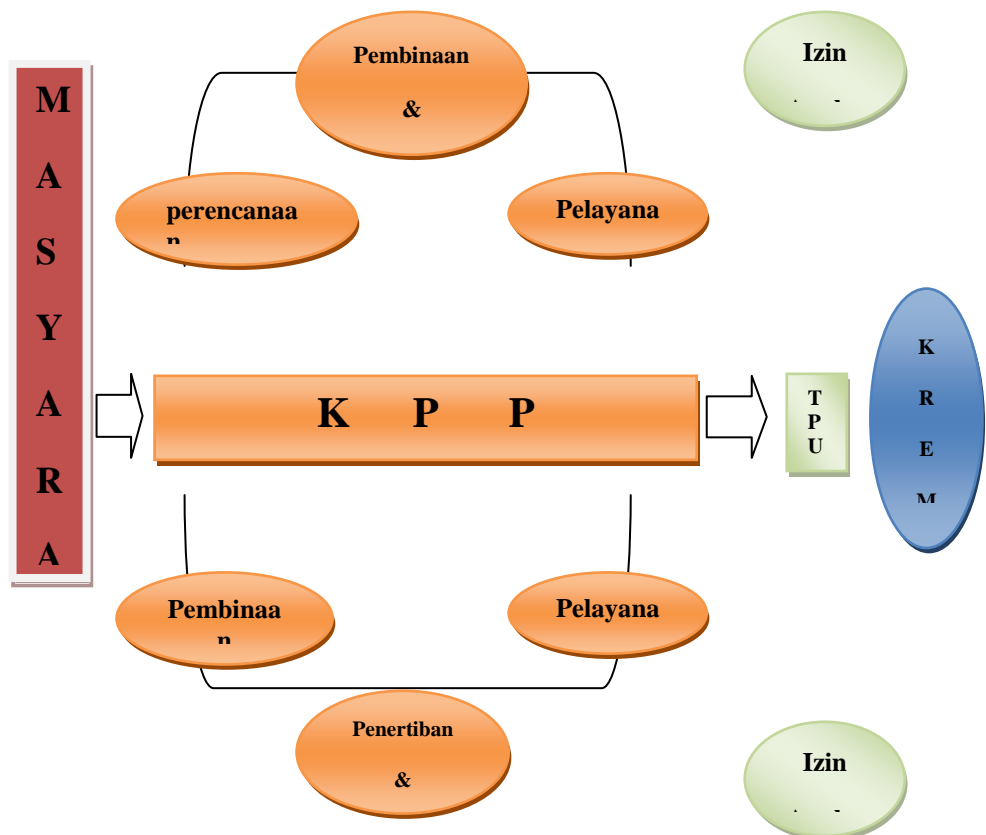 Pembinaan
&
Izin
perencanaa
n
Pelayana
M
A
S
Y
A
R
A
K P P
T
P
U
K
R
E
M
Pembinaa
n
Pelayana
Penertiban
&
Izin